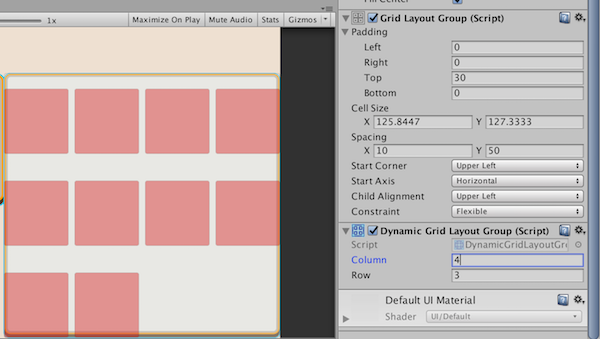 Fill Center
1x Maximize On Play Mute Audio Stats Gizmos
Grid Layout Group (Script)
Padding
Left 0
Right 0
Top 30
Bottom 0
Cell Size
X 125.8447 Y 127.3333
Spacing
X 10 Y 50
Start Corner Upper Left
Start Axis Horizontal
Child Alignment Upper Left
Constraint Flexible
Dynamic Grid Layout Group (Script)
Script DynamicGridLayoutGr
Column 4
Row 3
Default UI Material
Shader UI/Default